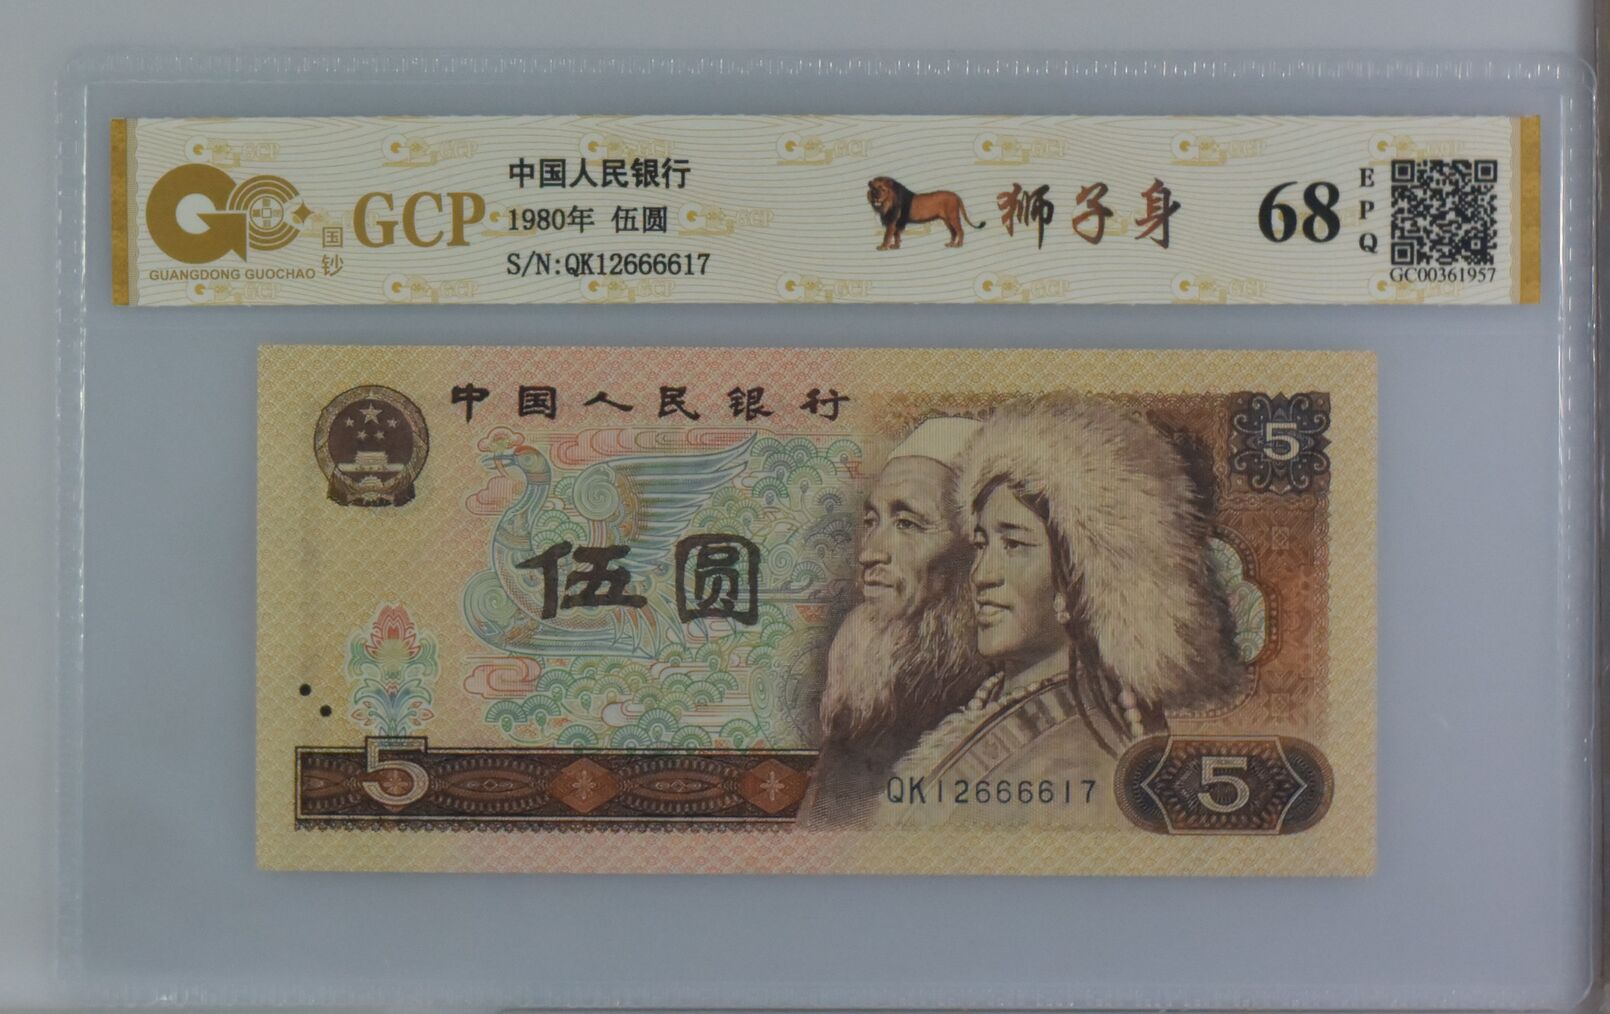 GCP
GUANGDONG GUOCHAO
国钞
中国人民银行
1980年 伍圆
S/N:QK12666617
狮子身
68
EPQ
GC00361957
中国人民银行
5
伍圆
5
QK12666617
5